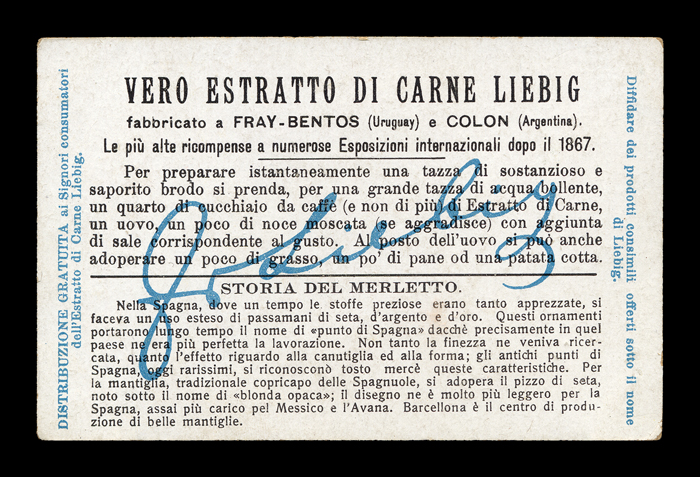 VERO ESTRATTO DI CARNE LIEBIG
fabbricato a FRAY-BENTOS (Uruguay) e COLON (Argentina).
Le più alte ricompense a numerose Esposizioni internazionali dopo il 1867.
Per preparare istantaneamente una tazza di sostanzioso e
saporito brodo si prenda, per una grande tazza di acqua bollente,
un quarto di cucchiaio da caffè (e non di più) di Estratto di Carne,
un uovo, un poco di noce moscata (se aggradisce) con aggiunta
di sale corrispondente al gusto. Al posto dell'uovo si può anche
adoperare un poco di grasso, un po' di pane od una patata cotta.
STORIA DEL MERLETTO.
Nella Spagna, dove un tempo le stoffe preziose erano tanto apprezzate, si
faceva un uso esteso di passamani di seta, d'argento e d'oro. Questi ornamenti
portarono lungo tempo il nome di «punto di Spagna» dacchè precisamente in quel
paese ne era più perfetta la lavorazione. Non tanto la finezza ne veniva ricer-
cata, quanto l'effetto riguardo alla canutiglia ed alla forma; gli antichi punti di
Spagna, oggi rarissimi, si riconosconò tosto mercè queste caratteristiche. Per
la mantiglia, tradizionale copricapo delle Spagnuole, si adopera il pizzo di seta,
noto sotto il nome di «blonda opaca»; il disegno ne è molto più leggero per la
Spagna, assai più carico pel Messico e l'Avana. Barcellona è il centro di produ-
zione di belle mantiglie.
DISTRIBUZIONE GRATUITA ai Signori consumatori
dell'Estratto di Carne Liebig.
Diffidare dei prodotti consimili offerti sotto il nome
di Liebig.
J v Liebig